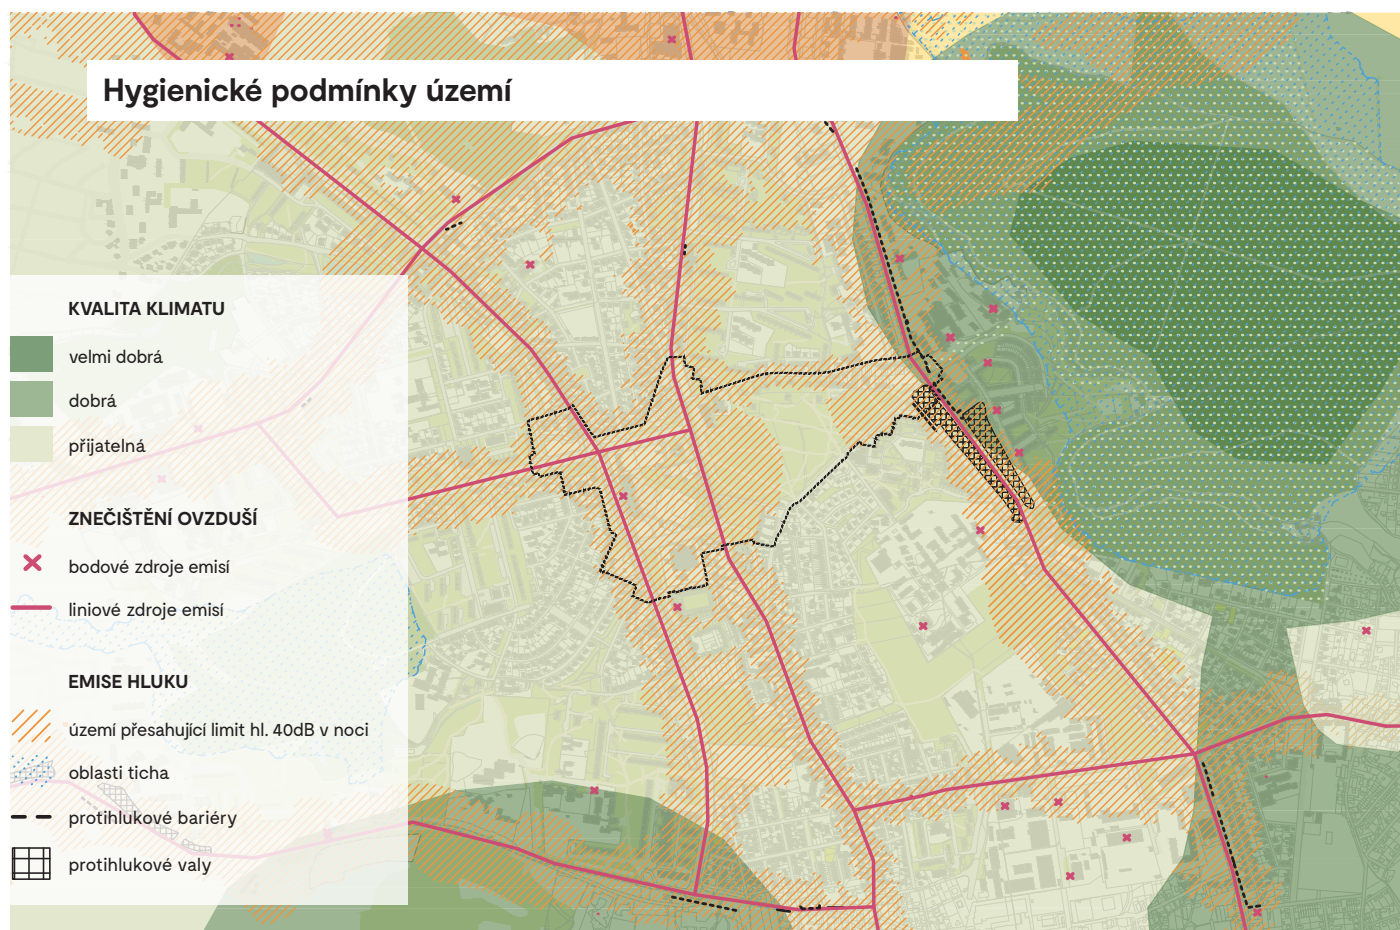 Hygienické podmínky území
KVALITA KLIMATU
velmi dobrá
dobrá
přijatelná
ZNEČIŠTĚNÍ OVZDUŠÍ
bodové zdroje emisí
liniové zdroje emisí
EMISE HLUKU
území přesahující limit hl. 40dB v noci
oblasti ticha
protihlukové bariéry
protihlukové valy